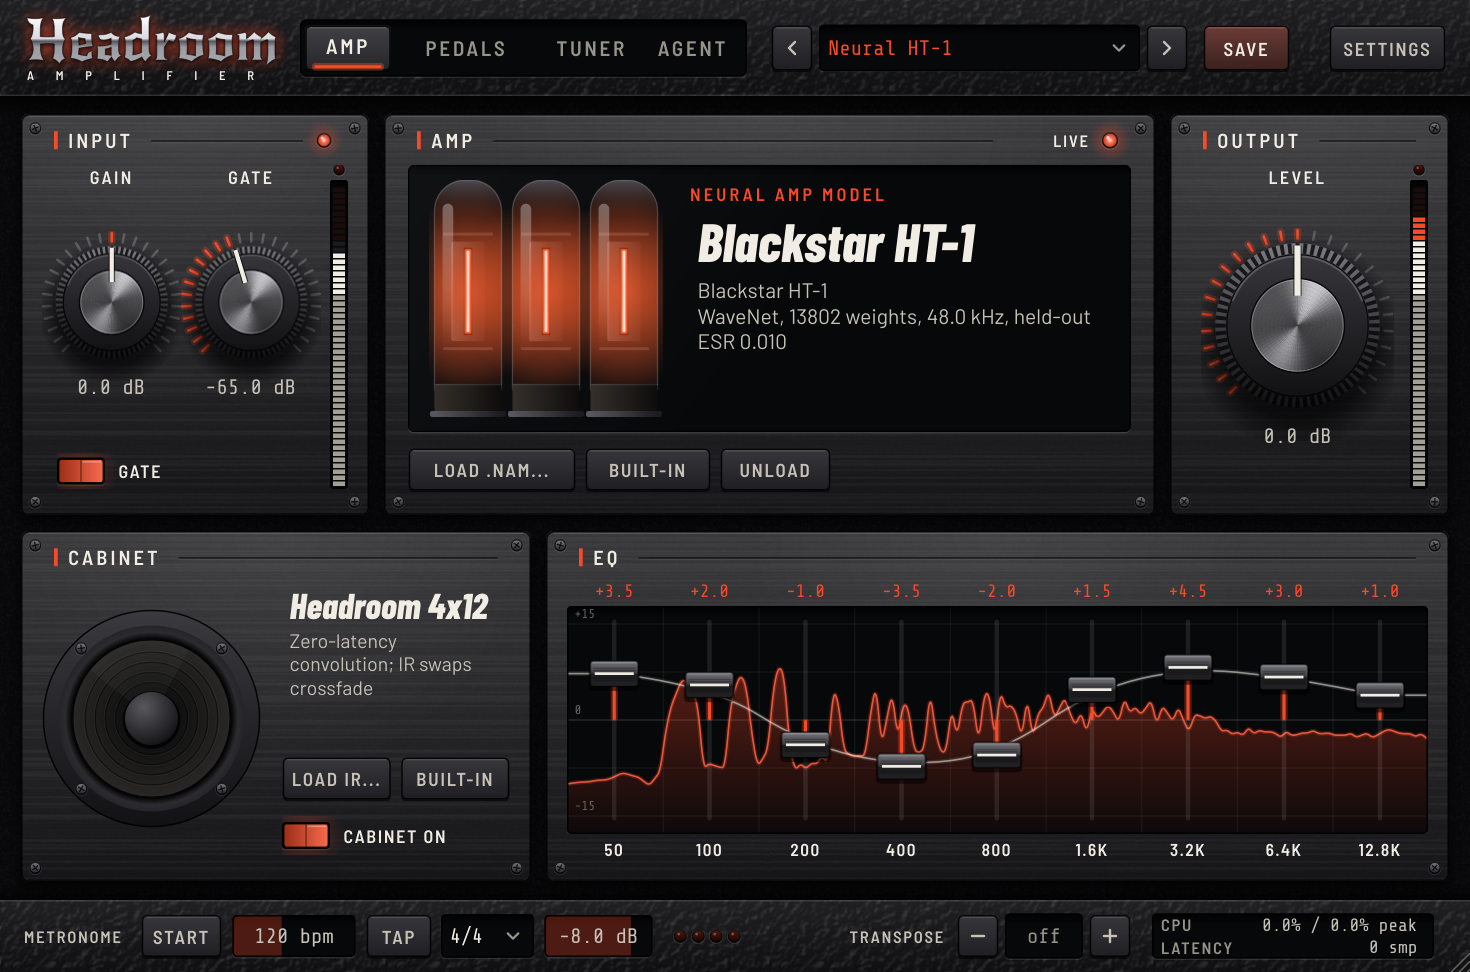 Headroom
AMPLIFIER
AMP PEDALS TUNER AGENT
Neural HT-1
SAVE
SETTINGS
INPUT
GAIN GATE
0.0 dB -65.0 dB
GATE
AMP
LIVE
NEURAL AMP MODEL
Blackstar HT-1
Blackstar HT-1
WaveNet, 13802 weights, 48.0 kHz, held-out
ESR 0.010
LOAD .NAM... BUILT-IN UNLOAD
OUTPUT
LEVEL
0.0 dB
CABINET
Headroom 4x12
Zero-latency
convolution; IR swaps
crossfade
LOAD IR... BUILT-IN
CABINET ON
EQ
+3.5 +2.0 -1.0 -3.5 -2.0 +1.5 +4.5 +3.0 +1.0
+15
0
-15
50 100 200 400 800 1.6K 3.2K 6.4K 12.8K
METRONOME START 120 bpm TAP 4/4 -8.0 dB
TRANSPOSE − off +
CPU 0.0% / 0.0% peak
LATENCY 0 smp